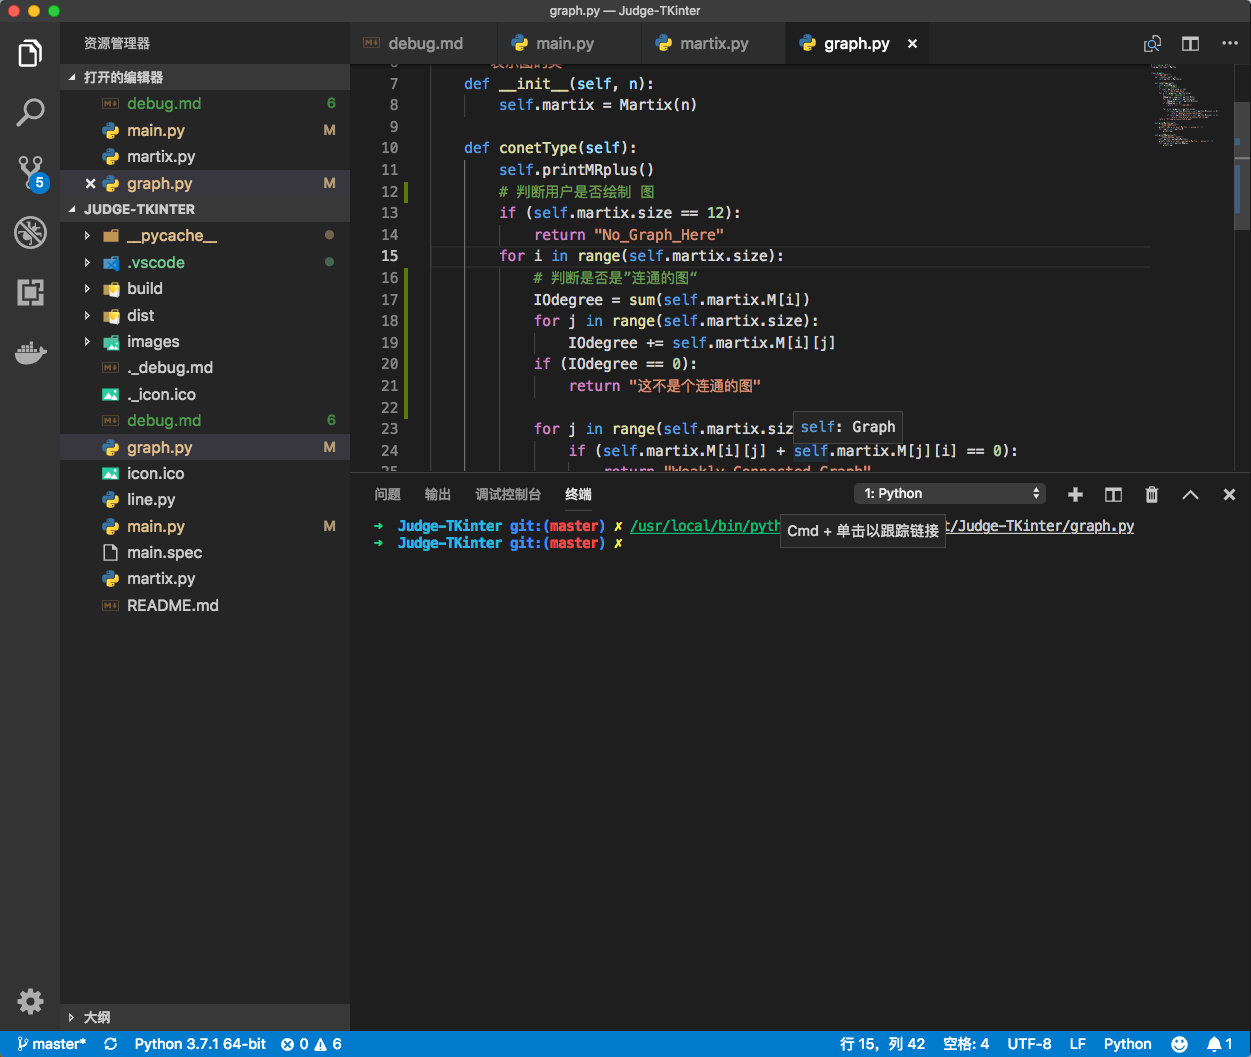 graph.py — Judge-TKinter
资源管理器
打开的编辑器
debug.md 6
main.py M
martix.py
graph.py M
JUDGE-TKINTER
__pycache__
.vscode
build
dist
images
._debug.md
._icon.ico
debug.md 6
graph.py M
icon.ico
line.py
main.py M
main.spec
martix.py
README.md
大纲
5
debug.md main.py martix.py graph.py
7 def __init__(self, n):
8 self.martix = Martix(n)
9
10 def conetType(self):
11 self.printMRplus()
12 # 判断用户是否绘制 图
13 if (self.martix.size == 12):
14 return "No_Graph_Here"
15 for i in range(self.martix.size):
16 # 判断是否是”连通的图“
17 IOdegree = sum(self.martix.M[i])
18 for j in range(self.martix.size):
19 IOdegree += self.martix.M[i][j]
20 if (IOdegree == 0):
21 return "这不是个连通的图"
22
23 for j in range(self.martix.siz
self: Graph
24 if (self.martix.M[i][j] + self.martix.M[j][i] == 0):
25 return "Weakly_Connected_Graph"
问题 输出 调试控制台 终端 1: Python
➜ Judge-TKinter git:(master) ✗ /usr/local/bin/pyth t/Judge-TKinter/graph.py
Cmd + 单击以跟踪链接
➜ Judge-TKinter git:(master) ✗
master* Python 3.7.1 64-bit 0 6 行 15，列 42 空格: 4 UTF-8 LF Python 1